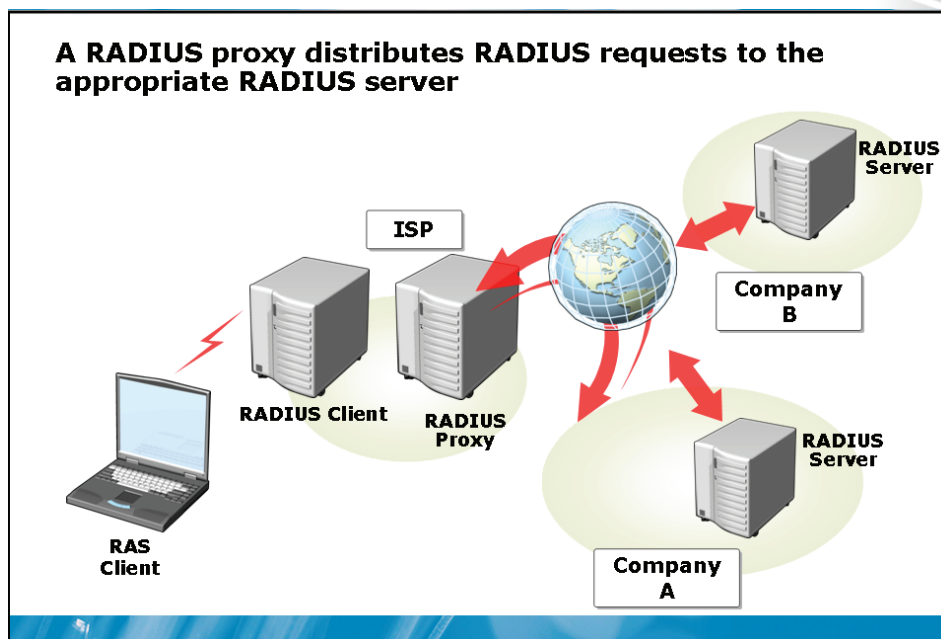 A RADIUS proxy distributes RADIUS requests to the
appropriate RADIUS server
RADIUS
Server
ISP
Company
B
RADIUS Client
RADIUS
Proxy
RADIUS
Server
RAS
Client
Company
A